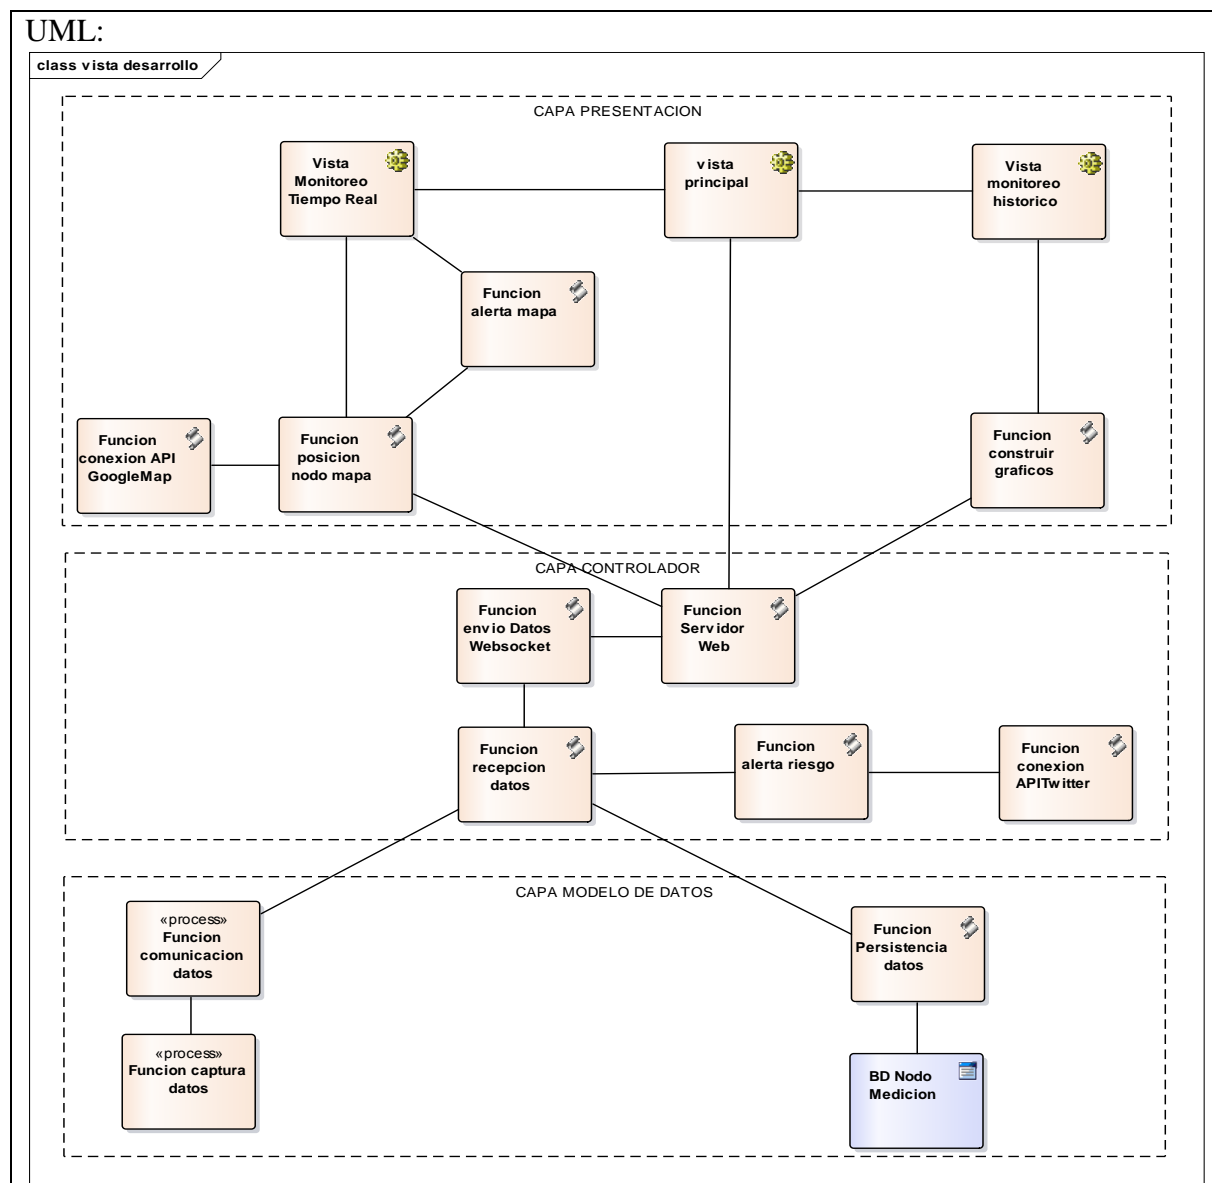 UML:
class vista desarrollo
CAPA PRESENTACION
Vista
Monitoreo
Tiempo Real
vista
principal
Vista
monitoreo
historico
Funcion
alerta mapa
Funcion
conexion API
GoogleMap
Funcion
posicion
nodo mapa
Funcion
construir
graficos
CAPA CONTROLADOR
Funcion
envio Datos
Websocket
Funcion
Servidor
Web
Funcion
recepcion
datos
Funcion
alerta riesgo
Funcion
conexion
APITwitter
CAPA MODELO DE DATOS
«process»
Funcion
comunicacion
datos
Funcion
Persistencia
datos
«process»
Funcion captura
datos
BD Nodo
Medicion